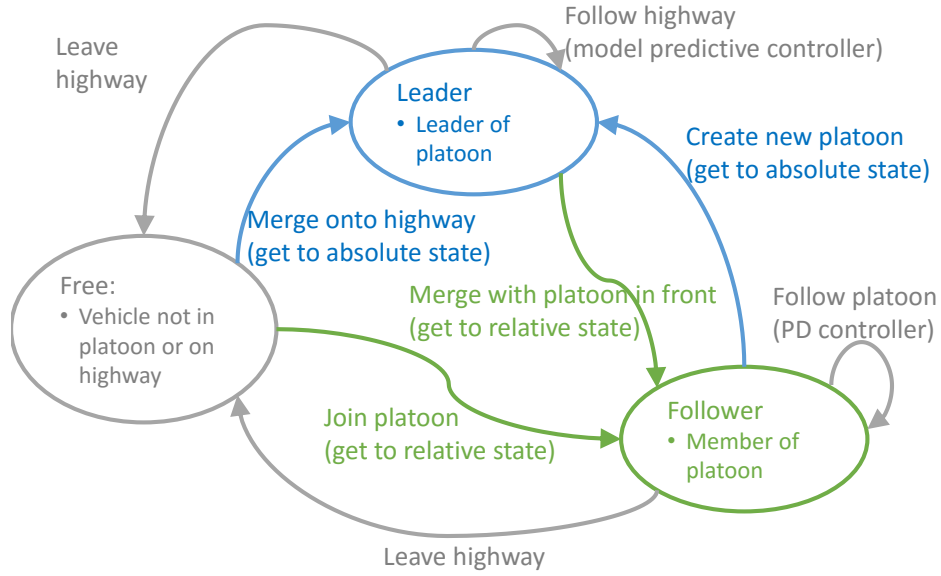 Follow highway
(model predictive controller)
Leave
highway
Leader
• Leader of
platoon
Create new platoon
(get to absolute state)
Merge onto highway
(get to absolute state)
Free:
• Vehicle not in
platoon or on
highway
Merge with platoon in front
(get to relative state)
Follow platoon
(PD controller)
Join platoon
(get to relative state)
Follower
• Member of
platoon
Leave highway